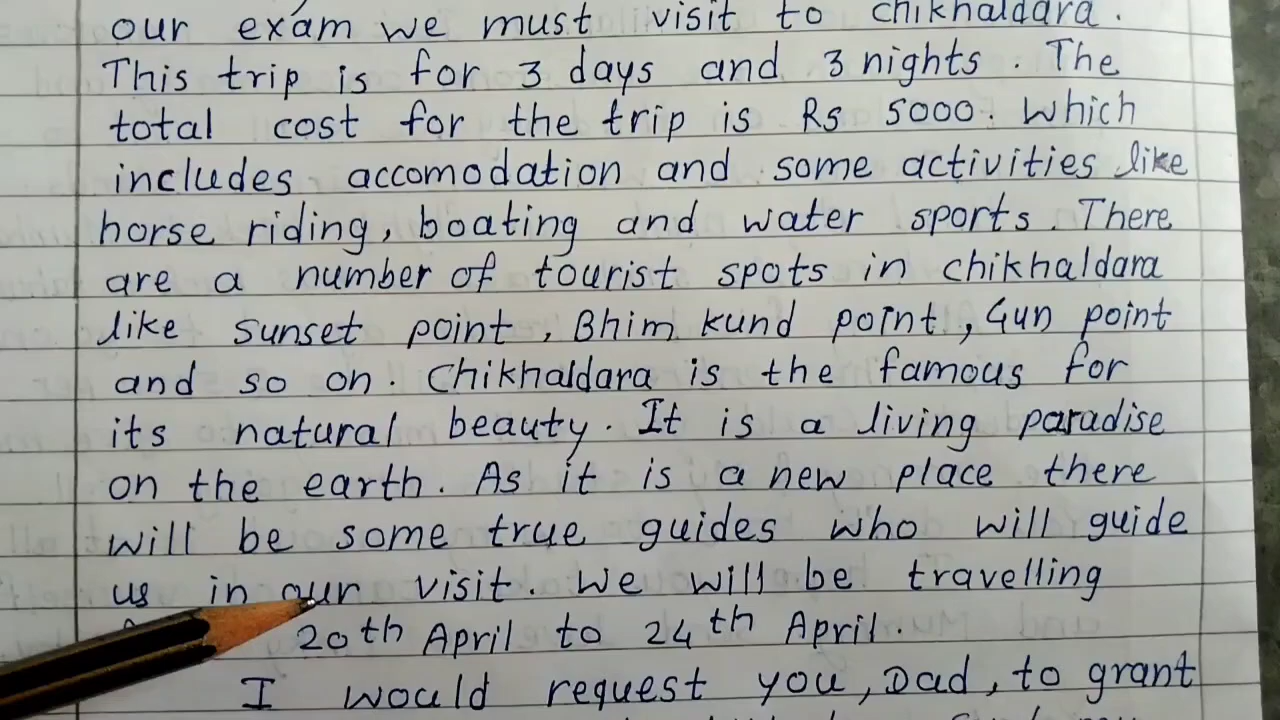 our exam we must visit to chikhaldara.
This trip is for 3 days and 3 nights. The
total cost for the trip is Rs 5000. which
includes accomodation and some activities like
horse riding, boating and water sports. There
are a number of tourist spots in chikhaldara
like sunset point, Bhim kund point, Gun point
and so on. Chikhaldara is the famous for
its natural beauty. It is a living paradise
on the earth. As it is a new place there
will be some true guides who will guide
us in our visit. We will be travelling
20th April to 24th April.
I would request you, Dad, to grant